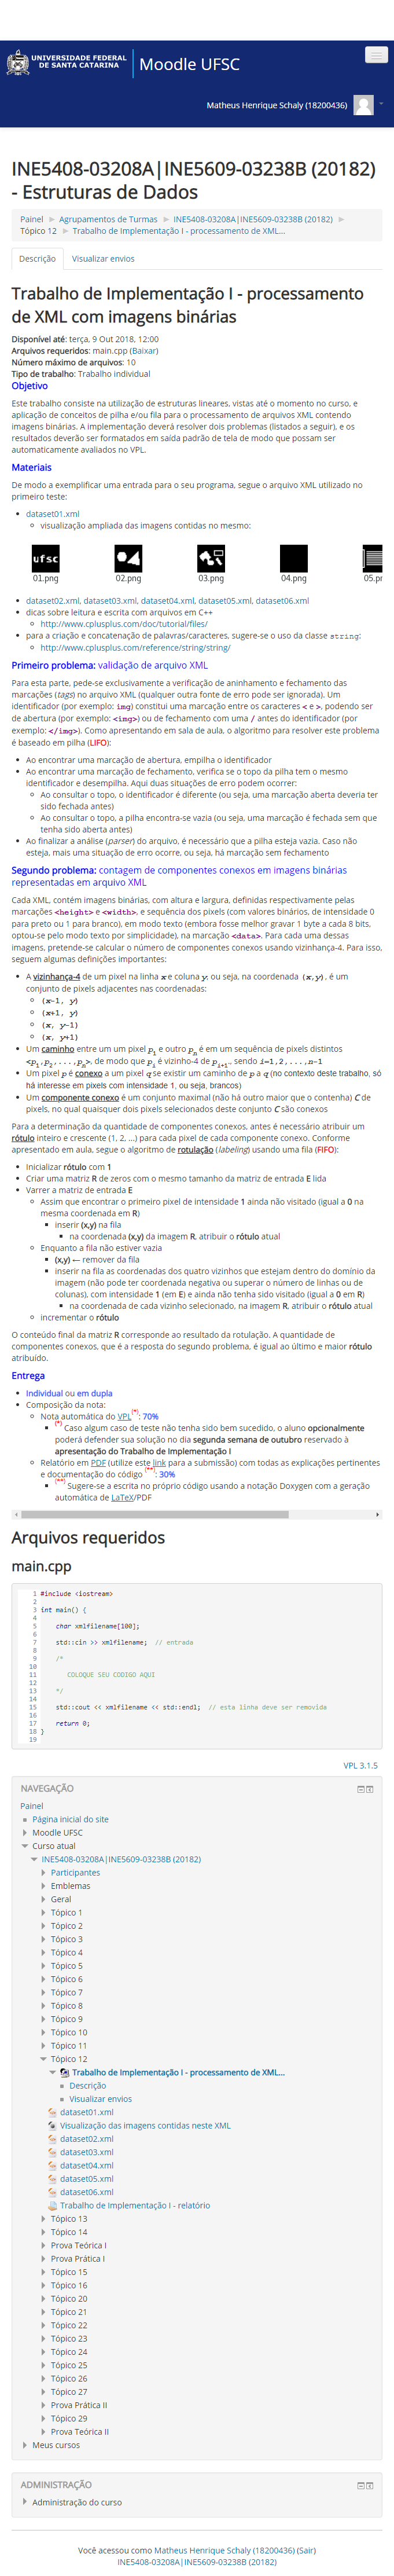 UNIVERSIDADE FEDERAL
DE SANTA CATARINA
Moodle UFSC
Matheus Henrique Schaly (18200436)
INE5408-03208A|INE5609-03238B (20182)
- Estruturas de Dados
Painel ► Agrupamentos de Turmas ► INE5408-03208A|INE5609-03238B (20182) ►
Tópico 12 ► Trabalho de Implementação I - processamento de XML...
Descrição Visualizar envios
Trabalho de Implementação I - processamento
de XML com imagens binárias
Disponível até: terça, 9 Out 2018, 12:00
Arquivos requeridos: main.cpp (Baixar)
Número máximo de arquivos: 10
Tipo de trabalho: Trabalho individual
Objetivo
Este trabalho consiste na utilização de estruturas lineares, vistas até o momento no curso, e
aplicação de conceitos de pilha e/ou fila para o processamento de arquivos XML contendo
imagens binárias. A implementação deverá resolver dois problemas (listados a seguir), e os
resultados deverão ser formatados em saída padrão de tela de modo que possam ser
automaticamente avaliados no VPL.
Materiais
De modo a exemplificar uma entrada para o seu programa, segue o arquivo XML utilizado no
primeiro teste:
dataset01.xml
visualização ampliada das imagens contidas no mesmo:
ufsc
01.png 02.png 03.png 04.png 05.pn
dataset02.xml, dataset03.xml, dataset04.xml, dataset05.xml, dataset06.xml
dicas sobre leitura e escrita com arquivos em C++
http://www.cplusplus.com/doc/tutorial/files/
para a criação e concatenação de palavras/caracteres, sugere-se o uso da classe string:
http://www.cplusplus.com/reference/string/string/
Primeiro problema: validação de arquivo XML
Para esta parte, pede-se exclusivamente a verificação de aninhamento e fechamento das
marcações (tags) no arquivo XML (qualquer outra fonte de erro pode ser ignorada). Um
identificador (por exemplo: img) constitui uma marcação entre os caracteres < e >, podendo ser
de abertura (por exemplo: <img>) ou de fechamento com uma / antes do identificador (por
exemplo: </img>). Como apresentando em sala de aula, o algoritmo para resolver este problema
é baseado em pilha (LIFO):
Ao encontrar uma marcação de abertura, empilha o identificador
Ao encontrar uma marcação de fechamento, verifica se o topo da pilha tem o mesmo
identificador e desempilha. Aqui duas situações de erro podem ocorrer:
Ao consultar o topo, o identificador é diferente (ou seja, uma marcação aberta deveria ter
sido fechada antes)
Ao consultar o topo, a pilha encontra-se vazia (ou seja, uma marcação é fechada sem que
tenha sido aberta antes)
Ao finalizar a análise (parser) do arquivo, é necessário que a pilha esteja vazia. Caso não
esteja, mais uma situação de erro ocorre, ou seja, há marcação sem fechamento
Segundo problema: contagem de componentes conexos em imagens binárias
representadas em arquivo XML
Cada XML, contém imagens binárias, com altura e largura, definidas respectivamente pelas
marcações <height> e <width>, e sequência dos pixels (com valores binários, de intensidade 0
para preto ou 1 para branco), em modo texto (embora fosse melhor gravar 1 byte a cada 8 bits,
optou-se pelo modo texto por simplicidade), na marcação <data>. Para cada uma dessas
imagens, pretende-se calcular o número de componentes conexos usando vizinhança-4. Para isso,
seguem algumas definições importantes:
A vizinhança-4 de um pixel na linha x e coluna y, ou seja, na coordenada (x,y), é um
conjunto de pixels adjacentes nas coordenadas:
(x-1, y)
(x+1, y)
(x, y-1)
(x, y+1)
Um caminho entre um um pixel p1 e outro pn é em um sequência de pixels distintos
<p1,p2,...,pn>, de modo que pi é vizinho-4 de pi+1., sendo i=1,2,...,n-1
Um pixel p é conexo a um pixel q se existir um caminho de p a q (no contexto deste trabalho, só
há interesse em pixels com intensidade 1, ou seja, brancos)
Um componente conexo é um conjunto maximal (não há outro maior que o contenha) C de
pixels, no qual quaisquer dois pixels selecionados deste conjunto C são conexos
Para a determinação da quantidade de componentes conexos, antes é necessário atribuir um
rótulo inteiro e crescente (1, 2, ...) para cada pixel de cada componente conexo. Conforme
apresentado em aula, segue o algoritmo de rotulação (labeling) usando uma fila (FIFO):
Inicializar rótulo com 1
Criar uma matriz R de zeros com o mesmo tamanho da matriz de entrada E lida
Varrer a matriz de entrada E
Assim que encontrar o primeiro pixel de intensidade 1 ainda não visitado (igual a 0 na
mesma coordenada em R)
inserir (x,y) na fila
na coordenada (x,y) da imagem R, atribuir o rótulo atual
Enquanto a fila não estiver vazia
(x,y) ← remover da fila
inserir na fila as coordenadas dos quatro vizinhos que estejam dentro do domínio da
imagem (não pode ter coordenada negativa ou superar o número de linhas ou de
colunas), com intensidade 1 (em E) e ainda não tenha sido visitado (igual a 0 em R)
na coordenada de cada vizinho selecionado, na imagem R, atribuir o rótulo atual
incrementar o rótulo
O conteúdo final da matriz R corresponde ao resultado da rotulação. A quantidade de
componentes conexos, que é a resposta do segundo problema, é igual ao último e maior rótulo
atribuído.
Entrega
Individual ou em dupla
Composição da nota:
Nota automática do VPL(*): 70%
(*) Caso algum caso de teste não tenha sido bem sucedido, o aluno opcionalmente
poderá defender sua solução no dia segunda semana de outubro reservado à
apresentação do Trabalho de Implementação I
Relatório em PDF (utilize este link para a submissão) com todas as explicações pertinentes
e documentação do código (**): 30%
(**) Sugere-se a escrita no próprio código usando a notação Doxygen com a geração
automática de LaTeX/PDF
Arquivos requeridos
main.cpp
1 #include <iostream>
2
3 int main() {
4
5 char xmlfilename[100];
6
7 std::cin >> xmlfilename; // entrada
8
9 /*
10
11 COLOQUE SEU CODIGO AQUI
12
13 */
14
15 std::cout << xmlfilename << std::endl; // esta linha deve ser removida
16
17 return 0;
18 }
19
VPL 3.1.5
NAVEGAÇÃO
Painel
Página inicial do site
Moodle UFSC
Curso atual
INE5408-03208A|INE5609-03238B (20182)
Participantes
Emblemas
Geral
Tópico 1
Tópico 2
Tópico 3
Tópico 4
Tópico 5
Tópico 6
Tópico 7
Tópico 8
Tópico 9
Tópico 10
Tópico 11
Tópico 12
Trabalho de Implementação I - processamento de XML...
Descrição
Visualizar envios
dataset01.xml
Visualização das imagens contidas neste XML
dataset02.xml
dataset03.xml
dataset04.xml
dataset05.xml
dataset06.xml
Trabalho de Implementação I - relatório
Tópico 13
Tópico 14
Prova Teórica I
Prova Prática I
Tópico 15
Tópico 16
Tópico 20
Tópico 21
Tópico 22
Tópico 23
Tópico 24
Tópico 25
Tópico 26
Tópico 27
Prova Prática II
Tópico 29
Prova Teórica II
Meus cursos
ADMINISTRAÇÃO
Administração do curso
Você acessou como Matheus Henrique Schaly (18200436) (Sair)
INE5408-03208A|INE5609-03238B (20182)